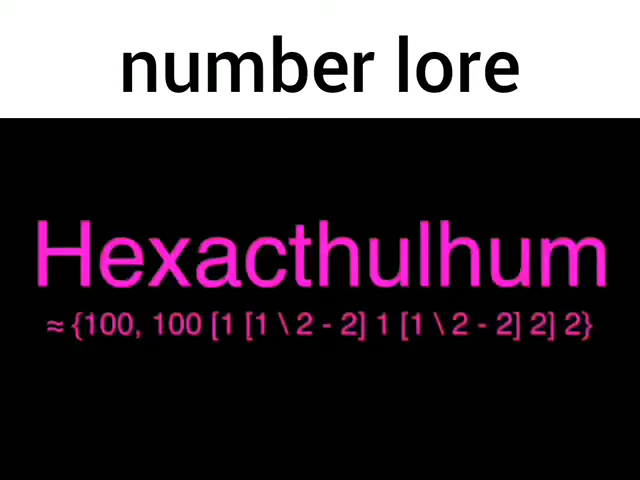 number lore
Hexacthulhum
≈ {100, 100 [1 [1 \ 2 - 2] 1 [1 \ 2 - 2] 2] 2}